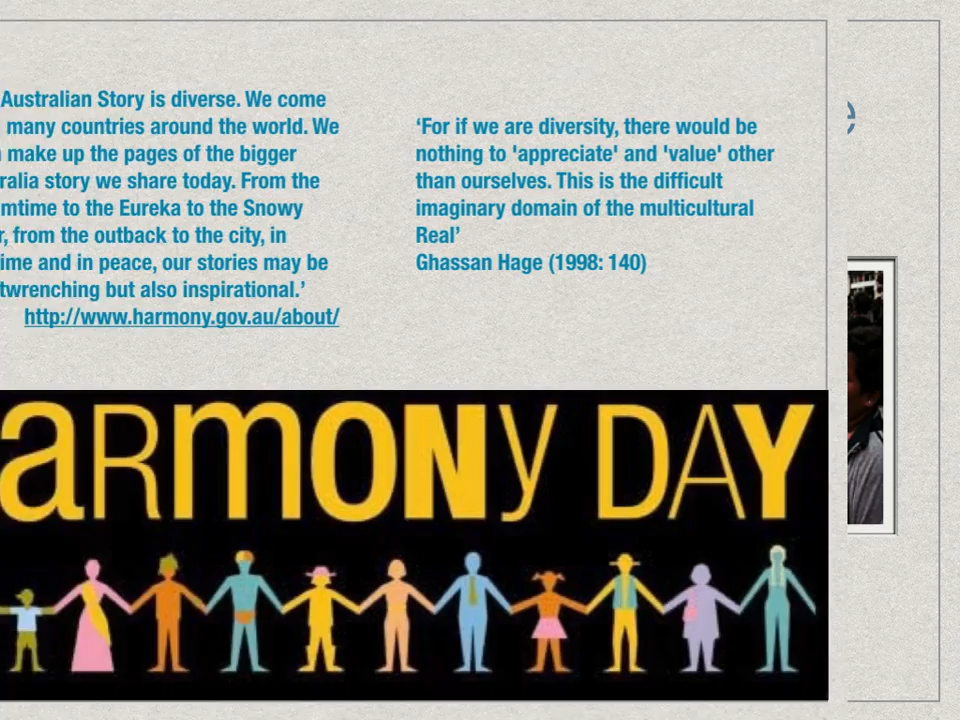 Australian Story is diverse. We come
many countries around the world. We
make up the pages of the bigger
ralia story we share today. From the
mtime to the Eureka to the Snowy
r, from the outback to the city, in
ime and in peace, our stories may be
twrenching but also inspirational.’
http://www.harmony.gov.au/about/
‘For if we are diversity, there would be
nothing to 'appreciate' and 'value' other
than ourselves. This is the difficult
imaginary domain of the multicultural
Real’
Ghassan Hage (1998: 140)
e
aRmONy DAY